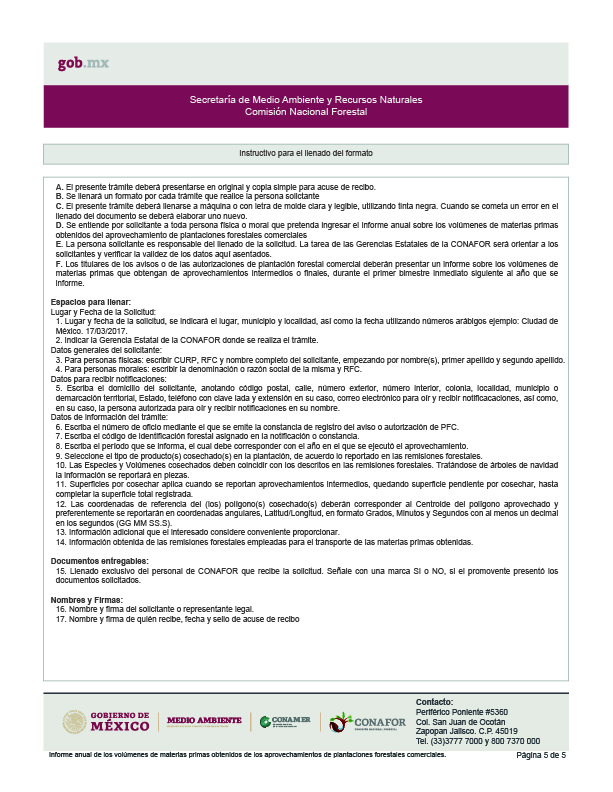 gob.mx
Secretaría de Medio Ambiente y Recursos Naturales
Comisión Nacional Forestal
Instructivo para el llenado del formato
A. El presente trámite deberá presentarse en original y copia simple para acuse de recibo.
B. Se llenará un formato por cada trámite que realice la persona solicitante
C. El presente trámite deberá llenarse a máquina o con letra de molde clara y legible, utilizando tinta negra. Cuando se cometa un error en el
llenado del documento se deberá elaborar uno nuevo.
D. Se entiende por solicitante a toda persona física o moral que pretenda ingresar el informe anual sobre los volúmenes de materias primas
obtenidos del aprovechamiento de plantaciones forestales comerciales
E. La persona solicitante es responsable del llenado de la solicitud. La tarea de las Gerencias Estatales de la CONAFOR será orientar a los
solicitantes y verificar la validez de los datos aquí asentados.
F. Los titulares de los avisos o de las autorizaciones de plantación forestal comercial deberán presentar un informe sobre los volúmenes de
materias primas que obtengan de aprovechamientos intermedios o finales, durante el primer bimestre inmediato siguiente al año que se
informe.
Espacios para llenar:
Lugar y Fecha de la Solicitud:
1. Lugar y fecha de la solicitud, se indicará el lugar, municipio y localidad, así como la fecha utilizando números arábigos ejemplo: Ciudad de
México. 17/03/2017.
2. Indicar la Gerencia Estatal de la CONAFOR donde se realiza el trámite.
Datos generales del solicitante:
3. Para personas físicas: escribir CURP, RFC y nombre completo del solicitante, empezando por nombre(s), primer apellido y segundo apellido.
4. Para personas morales: escribir la denominación o razón social de la misma y RFC.
Datos para recibir notificaciones:
5. Escriba el domicilio del solicitante, anotando código postal, calle, número exterior, número interior, colonia, localidad, municipio o
demarcación territorial, Estado, teléfono con clave lada y extensión en su caso, correo electrónico para oír y recibir notificacaciones, así como,
en su caso, la persona autorizada para oír y recibir notificaciones en su nombre.
Datos de información del trámite:
6. Escriba el número de oficio mediante el que se emite la constancia de registro del aviso o autorización de PFC.
7. Escriba el código de identificación forestal asignado en la notificación o constancia.
8. Escriba el período que se informa, el cual debe corresponder con el año en el que se ejecutó el aprovechamiento.
9. Seleccione el tipo de producto(s) cosechado(s) en la plantación, de acuerdo lo reportado en las remisiones forestales.
10. Las Especies y Volúmenes cosechados deben coincidir con los descritos en las remisiones forestales. Tratándose de árboles de navidad
la información se reportará en piezas.
11. Superficies por cosechar aplica cuando se reportan aprovechamientos intermedios, quedando superficie pendiente por cosechar, hasta
completar la superficie total registrada.
12. Las coordenadas de referencia del (los) polígono(s) cosechado(s) deberán corresponder al Centroide del polígono aprovechado y
preferentemente se reportarán en coordenadas angulares, Latitud/Longitud, en formato Grados, Minutos y Segundos con al menos un decimal
en los segundos (GG MM SS.S).
13. Información adicional que el interesado considere conveniente proporcionar.
14. Información obtenida de las remisiones forestales empleadas para el transporte de las materias primas obtenidas.
Documentos entregables:
15. Llenado exclusivo del personal de CONAFOR que recibe la solicitud. Señale con una marca SI o NO, si el promovente presentó los
documentos solicitados.
Nombres y Firmas:
16. Nombre y firma del solicitante o representante legal.
17. Nombre y firma de quién recibe, fecha y sello de acuse de recibo
GOBIERNO DE
MÉXICO
MEDIO AMBIENTE
CONAMER
CONAFOR
COMISIÓN NACIONAL FORESTAL
Contacto:
Periférico Poniente #5360
Col. San Juan de Ocotán
Zapopan Jalisco. C.P. 45019
Tel. (33)3777 7000 y 800 7370 000
Informe anual de los volúmenes de materias primas obtenidos de los aprovechamientos de plantaciones forestales comerciales.
Página 5 de 5